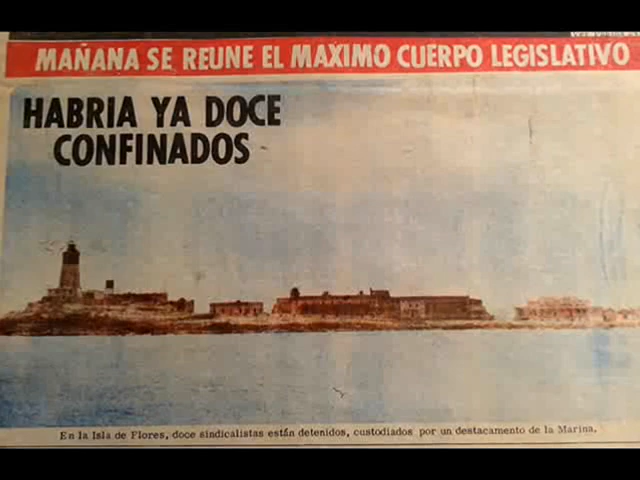 MAÑANA SE REUNE EL MAXIMO CUERPO LEGISLATIVO
HABRIA YA DOCE
CONFINADOS
En la Isla de Flores, doce sindicalistas están detenidos, custodiados por un destacamento de la Marina.